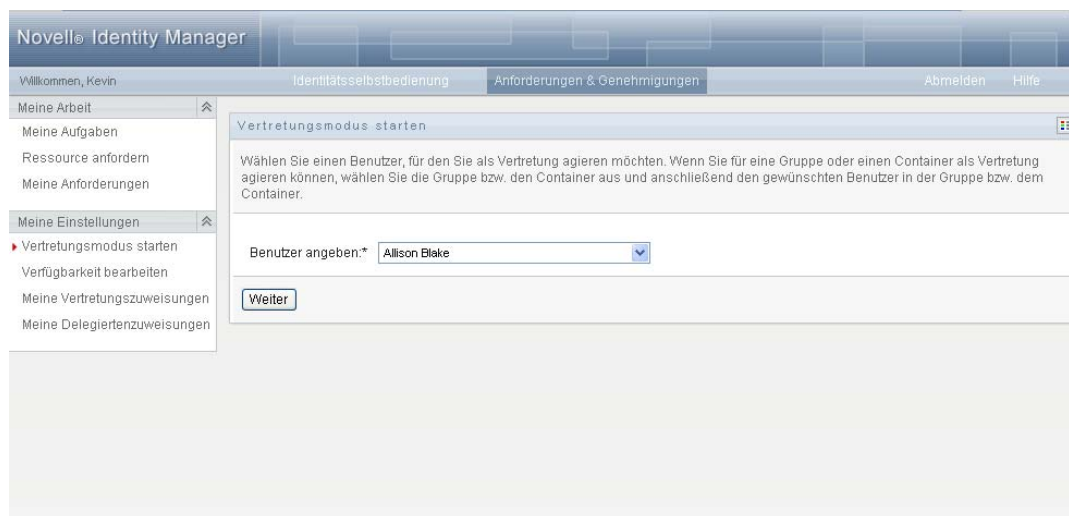 Novell® Identity Manager
Willkommen, Kevin
Identitätsselbstbedienung
Anforderungen & Genehmigungen
Abmelden
Hilfe
Meine Arbeit
Meine Aufgaben
Ressource anfordern
Meine Anforderungen
Meine Einstellungen
Vertretungsmodus starten
Verfügbarkeit bearbeiten
Meine Vertretungszuweisungen
Meine Delegiertenzuweisungen
Vertretungsmodus starten
Wählen Sie einen Benutzer, für den Sie als Vertretung agieren möchten. Wenn Sie für eine Gruppe oder einen Container als Vertretung
agieren können, wählen Sie die Gruppe bzw. den Container aus und anschließend den gewünschten Benutzer in der Gruppe bzw. dem
Container.
Benutzer angeben:* Allison Blake
Weiter